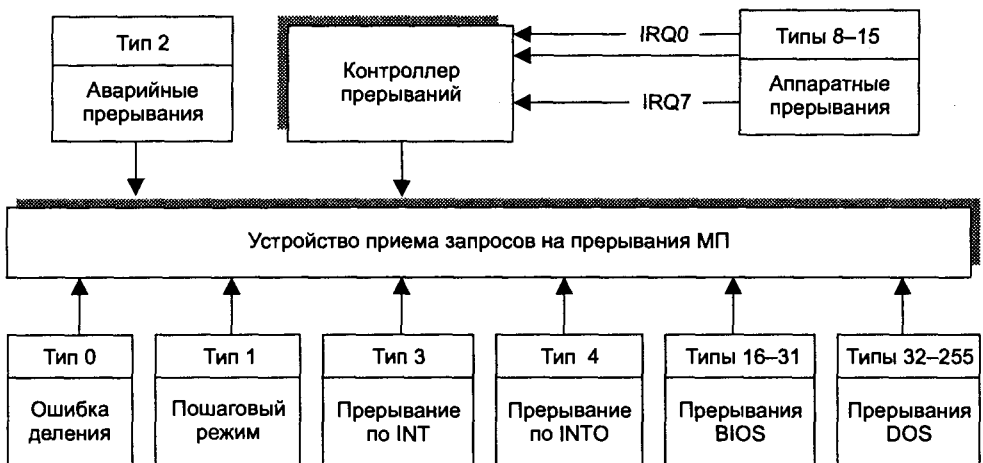 Тип 2
Аварийные
прерывания
Контроллер
прерываний
IRQ0
IRQ7
Типы 8–15
Аппаратные
прерывания
Устройство приема запросов на прерывания МП
Тип 0
Ошибка
деления
Тип 1
Пошаговый
режим
Тип 3
Прерывание
по INT
Тип 4
Прерывание
по INTO
Типы 16–31
Прерывания
BIOS
Типы 32–255
Прерывания
DOS